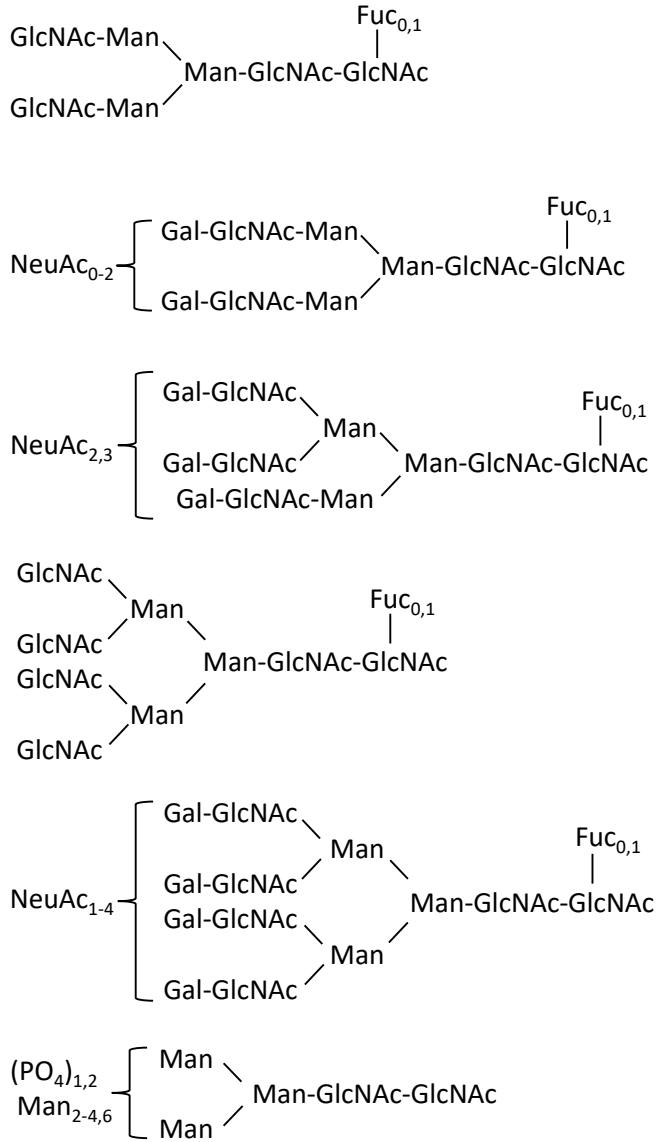 Fuc0,1
GlcNAc-Man
Man-GlcNAc-GlcNAc
GlcNAc-Man
Fuc0,1
Gal-GlcNAc-Man
NeuAc0-2
Man-GlcNAc-GlcNAc
Gal-GlcNAc-Man
Gal-GlcNAc
Fuc0,1
Man
NeuAc2,3
Man-GlcNAc-GlcNAc
Gal-GlcNAc
Gal-GlcNAc-Man
GlcNAc
Fuc0,1
Man
GlcNAc
Man-GlcNAc-GlcNAc
GlcNAc
Man
GlcNAc
Gal-GlcNAc
Fuc0,1
Man
Gal-GlcNAc
NeuAc1-4
Man-GlcNAc-GlcNAc
Gal-GlcNAc
Man
Gal-GlcNAc
Man
(PO4)1,2
Man-GlcNAc-GlcNAc
Man2-4,6
Man